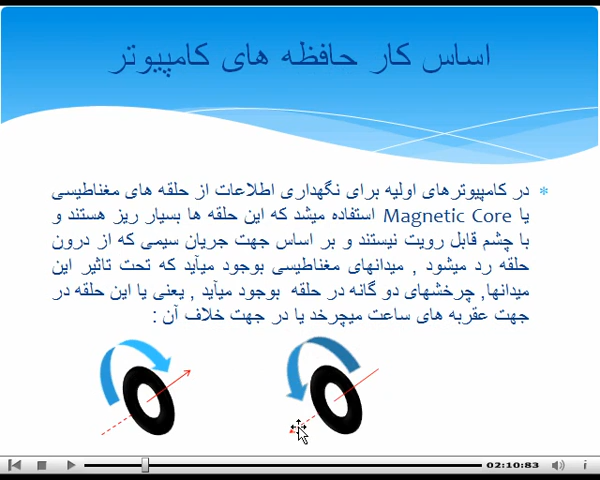 اساس کار حافظه های کامپیوتر
* در کامپیوترهای اولیه برای نگهداری اطلاعات از حلقه های مغناطیسی
یا Magnetic Core استفاده میشد که این حلقه ها بسیار ریز هستند و
با چشم قابل رویت نیستند و بر اساس جهت جریان سیمی که از درون
حلقه رد میشود , میدانهای مغناطیسی بوجود میآید که تحت تاثیر این
میدانها, چرخشهای دو گانه در حلقه بوجود میآید , یعنی یا این حلقه در
جهت عقربه های ساعت میچرخد یا در جهت خلاف آن :
02:10:83